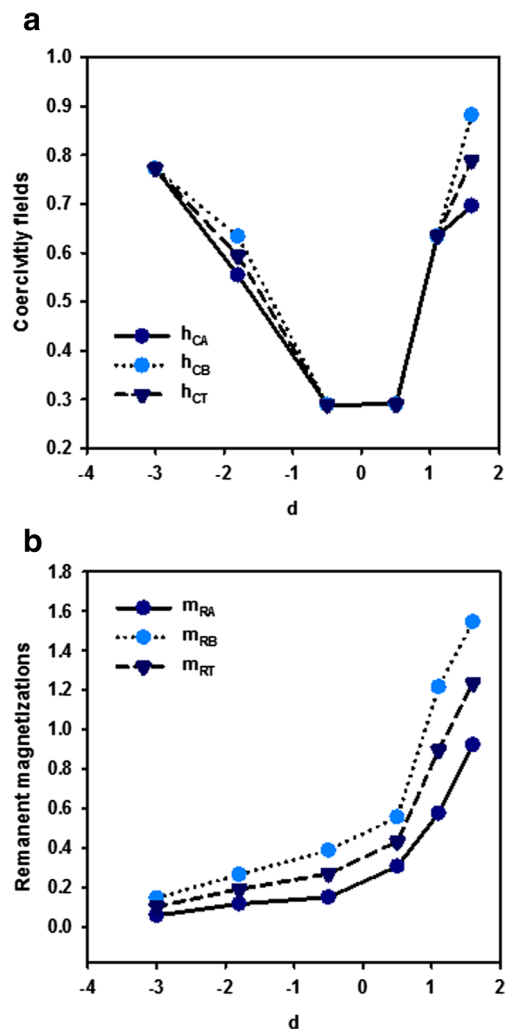 a
1.0
0.9
0.8
0.7
0.6
0.5
0.4
0.3
0.2
Coercivitiy fields
hCA
hCB
hCT
-4 -3 -2 -1 0 1 2
d
b
1.8
1.6
1.4
1.2
1.0
0.8
0.6
0.4
0.2
0.0
Remanent magnetizations
mRA
mRB
mRT
-4 -3 -2 -1 0 1 2
d